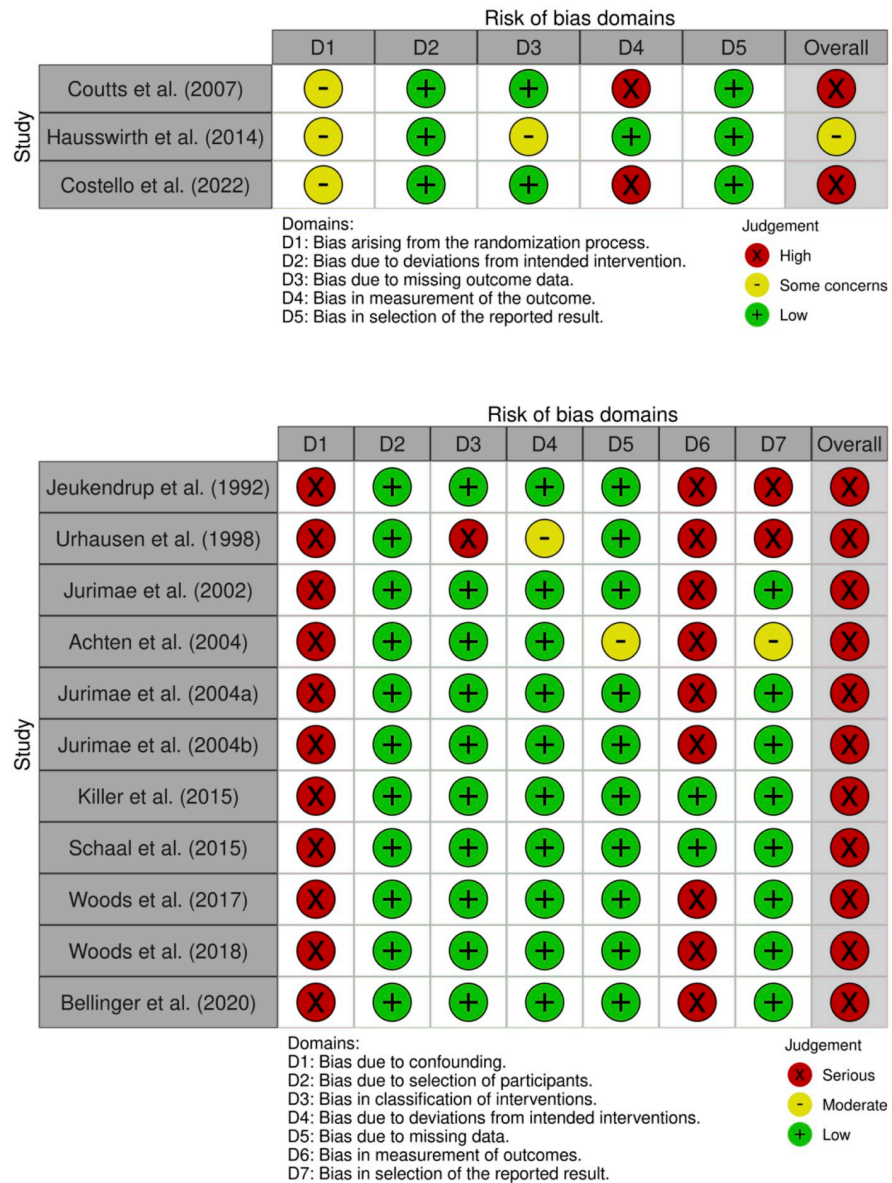 Risk of bias domains
D1 D2 D3 D4 D5 Overall
Study
Coutts et al. (2007) - + + X + X
Hausswirth et al. (2014) - + - + + -
Costello et al. (2022) - + + X + X
Domains:
D1: Bias arising from the randomization process.
D2: Bias due to deviations from intended intervention.
D3: Bias due to missing outcome data.
D4: Bias in measurement of the outcome.
D5: Bias in selection of the reported result.
Judgement
X High
- Some concerns
+ Low
Risk of bias domains
D1 D2 D3 D4 D5 D6 D7 Overall
Study
Jeukendrup et al. (1992) X + + + + X X X
Urhausen et al. (1998) X + X - + X X X
Jurimae et al. (2002) X + + + + X + X
Achten et al. (2004) X + + + - X - X
Jurimae et al. (2004a) X + + + + X + X
Jurimae et al. (2004b) X + + + + X + X
Killer et al. (2015) X + + + + + + X
Schaal et al. (2015) X + + + + + + X
Woods et al. (2017) X + + + + X + X
Woods et al. (2018) X + + + + X + X
Bellinger et al. (2020) X + + + + X + X
Domains:
D1: Bias due to confounding.
D2: Bias due to selection of participants.
D3: Bias in classification of interventions.
D4: Bias due to deviations from intended interventions.
D5: Bias due to missing data.
D6: Bias in measurement of outcomes.
D7: Bias in selection of the reported result.
Judgement
X Serious
- Moderate
+ Low